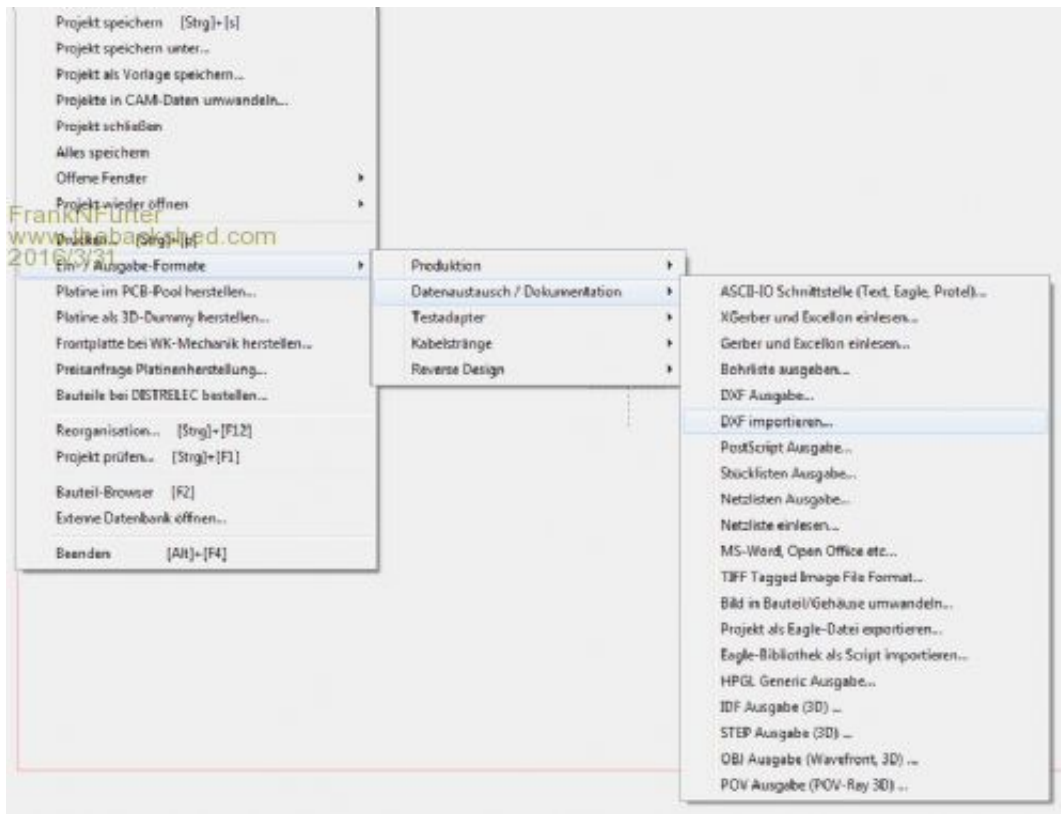 Projekt speichern [Strg]+[s]
Projekt speichern unter...
Projekt als Vorlage speichern...
Projekte in CAM-Daten umwandeln...
Projekt schließen
Alles speichern
Offene Fenster
Projekt wieder öffnen
FrankNFurter
www.thebackshed.com
2016/3/31
Drucken... [Strg]+[p]
Ein- / Ausgabe-Formate
Platine im PCB-Pool herstellen...
Platine als 3D-Dummy herstellen...
Frontplatte bei WK-Mechanik herstellen...
Preisanfrage Platinenherstellung...
Bauteile bei DISTRELEC bestellen...
Reorganisation... [Strg]+[F12]
Projekt prüfen... [Strg]+[F1]
Bauteil-Browser [F2]
Externe Datenbank öffnen...
Beenden [Alt]+[F4]
Produktion
Datenaustausch / Dokumentation
Testadapter
Kabelstränge
Reverse Design
ASCII-IO Schnittstelle (Text, Eagle, Protel)...
XGerber und Excellon einlesen...
Gerber und Excellon einlesen...
Bohrliste ausgeben...
DXF Ausgabe...
DXF importieren...
PostScript Ausgabe...
Stücklisten Ausgabe...
Netzlisten Ausgabe...
Netzliste einlesen...
MS-Word, Open Office etc...
TIFF Tagged Image File Format...
Bild in Bauteil/Gehäuse umwandeln...
Projekt als Eagle-Datei exportieren...
Eagle-Bibliothek als Script importieren...
HPGL Generic Ausgabe...
IDF Ausgabe (3D) ...
STEP Ausgabe (3D) ...
OBJ Ausgabe (Wavefront, 3D) ...
POV Ausgabe (POV-Ray 3D) ...